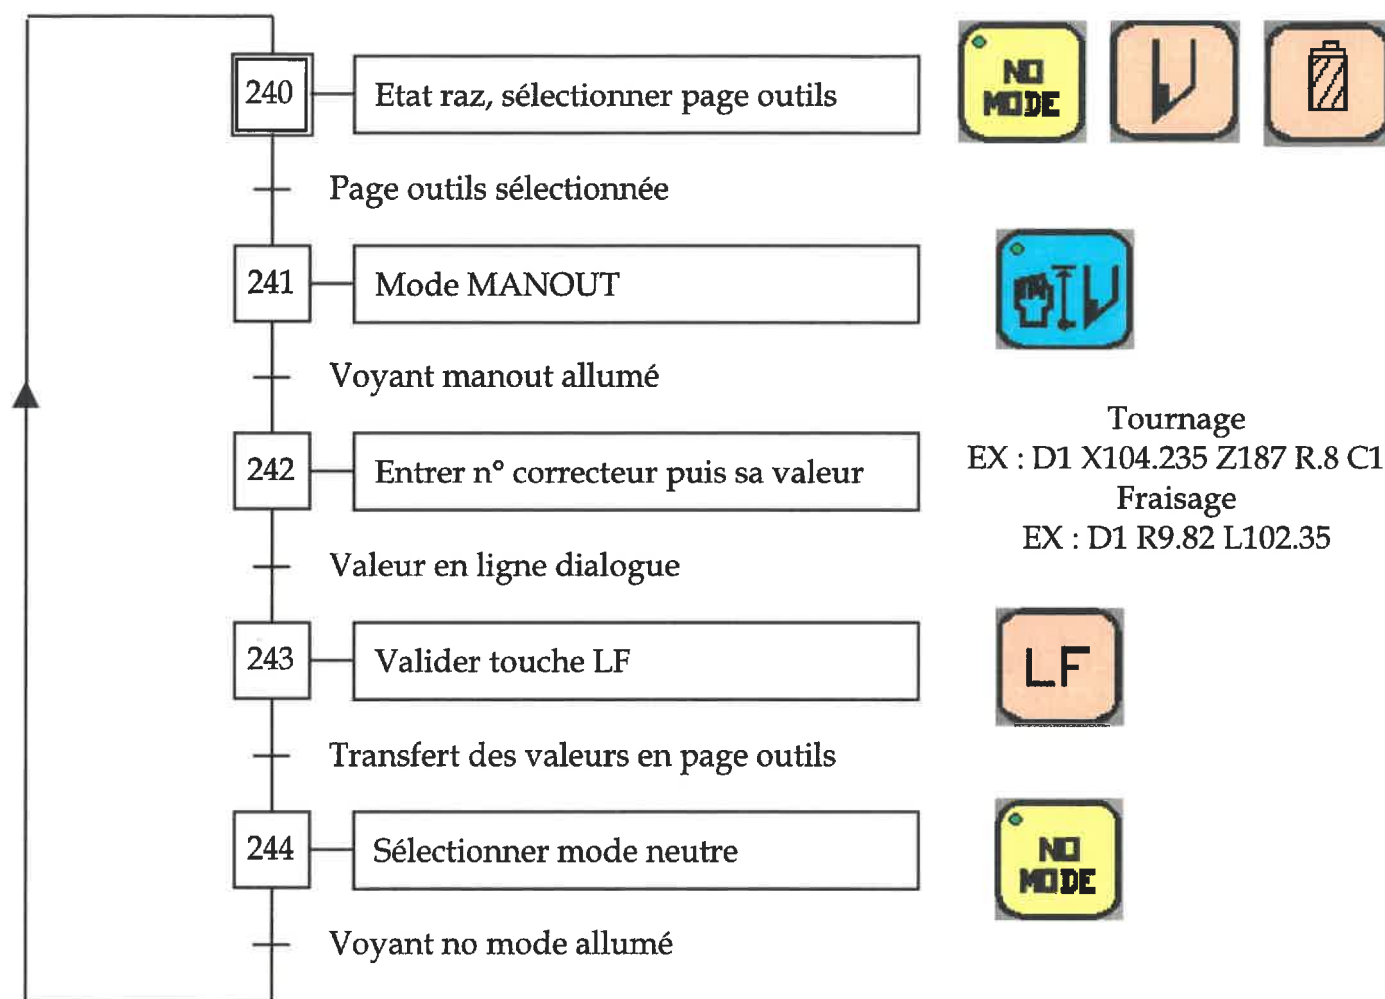 240
Etat raz, sélectionner page outils
NO
MODE
Page outils sélectionnée
241
Mode MANOUT
Voyant manout allumé
242
Entrer n° correcteur puis sa valeur
Tournage
EX : D1 X104.235 Z187 R.8 C1
Fraisage
EX : D1 R9.82 L102.35
Valeur en ligne dialogue
243
Valider touche LF
LF
Transfert des valeurs en page outils
244
Sélectionner mode neutre
NO
MODE
Voyant no mode allumé